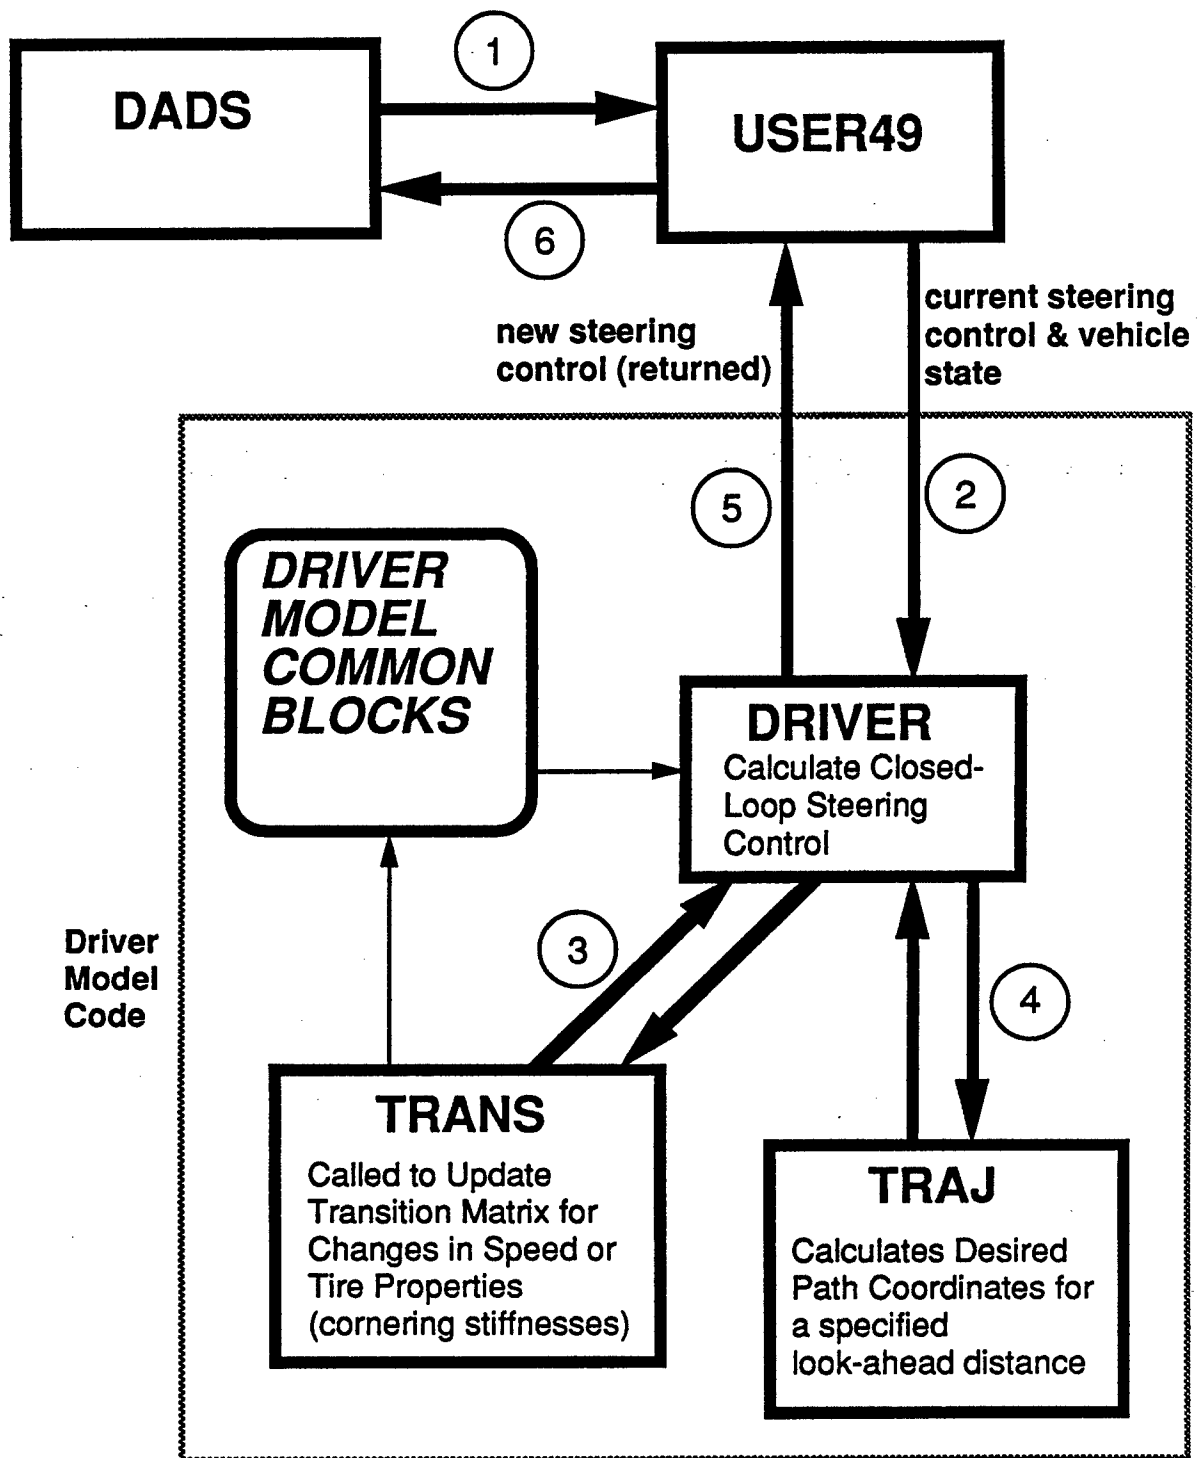 1
DADS
USER49
6
new steering
control (returned)
current steering
control & vehicle
state
5
2
DRIVER
MODEL
COMMON
BLOCKS
DRIVER
Calculate Closed-
Loop Steering
Control
Driver
Model
Code
3
4
TRANS
Called to Update
Transition Matrix for
Changes in Speed or
Tire Properties
(cornering stiffnesses)
TRAJ
Calculates Desired
Path Coordinates for
a specified
look-ahead distance